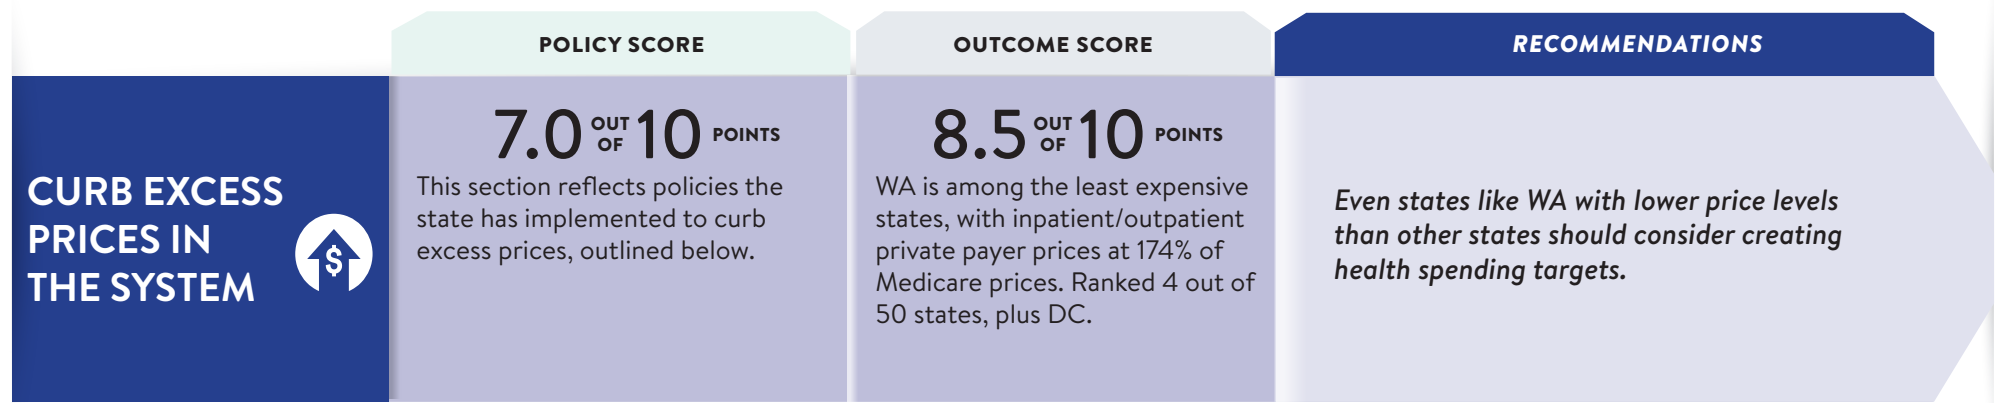 POLICY SCORE
OUTCOME SCORE
RECOMMENDATIONS
CURB EXCESS
PRICES IN
THE SYSTEM
$
7.0 OUT OF 10 POINTS
This section reflects policies the
state has implemented to curb
excess prices, outlined below.
8.5 OUT OF 10 POINTS
WA is among the least expensive
states, with inpatient/outpatient
private payer prices at 174% of
Medicare prices. Ranked 4 out of
50 states, plus DC.
Even states like WA with lower price levels
than other states should consider creating
health spending targets.